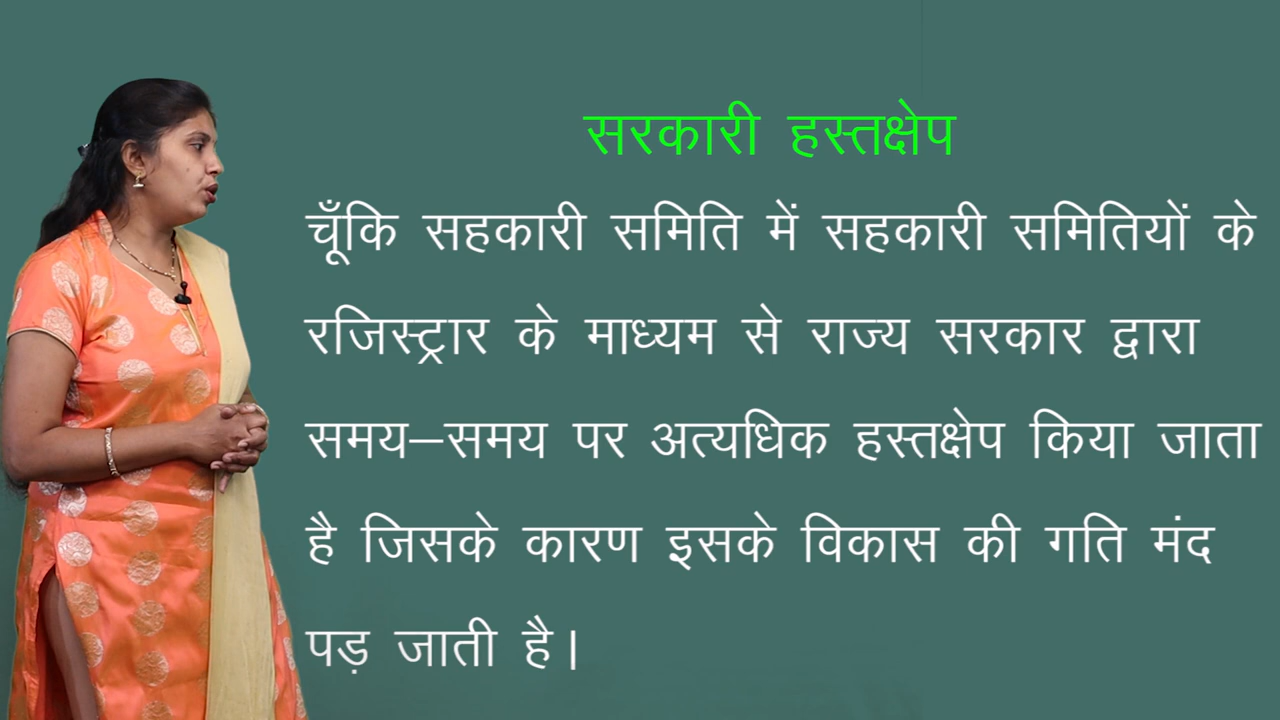 सरकारी हस्तक्षेप
चूँकि सहकारी समिति में सहकारी समितियों के
रजिस्ट्रार के माध्यम से राज्य सरकार द्वारा
समय–समय पर अत्यधिक हस्तक्षेप किया जाता
है जिसके कारण इसके विकास की गति मंद
पड़ जाती है।